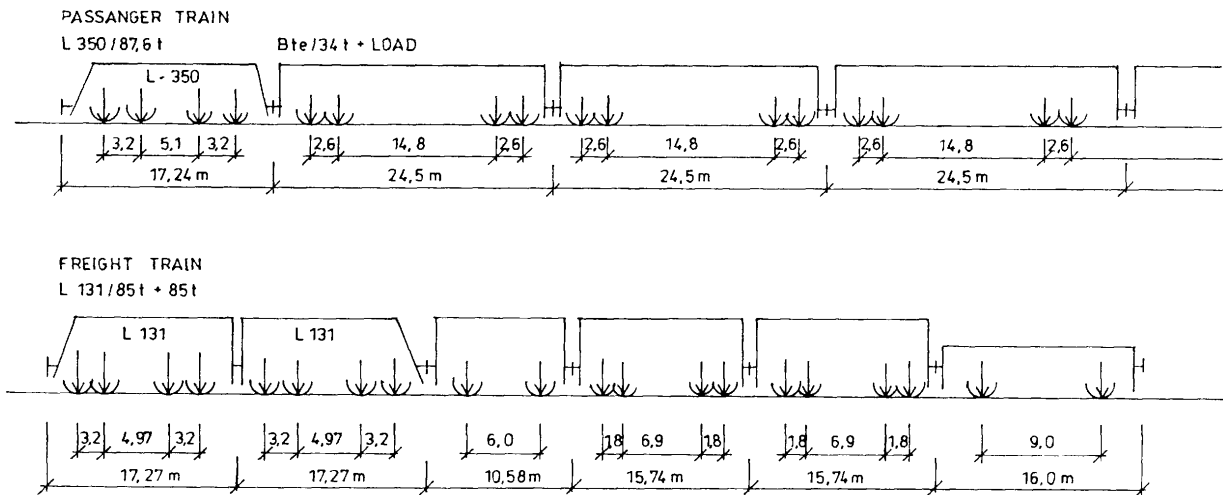 PASSANGER TRAIN
L 350/87,6 t Bte/34 t + LOAD
L-350
3,2 5,1 3,2 2,6 14,8 2,6 2,6 14,8 2,6 2,6 14,8 2,6
17,24 m 24,5 m 24,5 m 24,5 m
FREIGHT TRAIN
L 131/85 t + 85 t
L 131 L 131
3,2 4,97 3,2 3,2 4,97 3,2 6,0 1,8 6,9 1,8 1,8 6,9 1,8 9,0
17,27 m 17,27 m 10,58 m 15,74 m 15,74 m 16,0 m